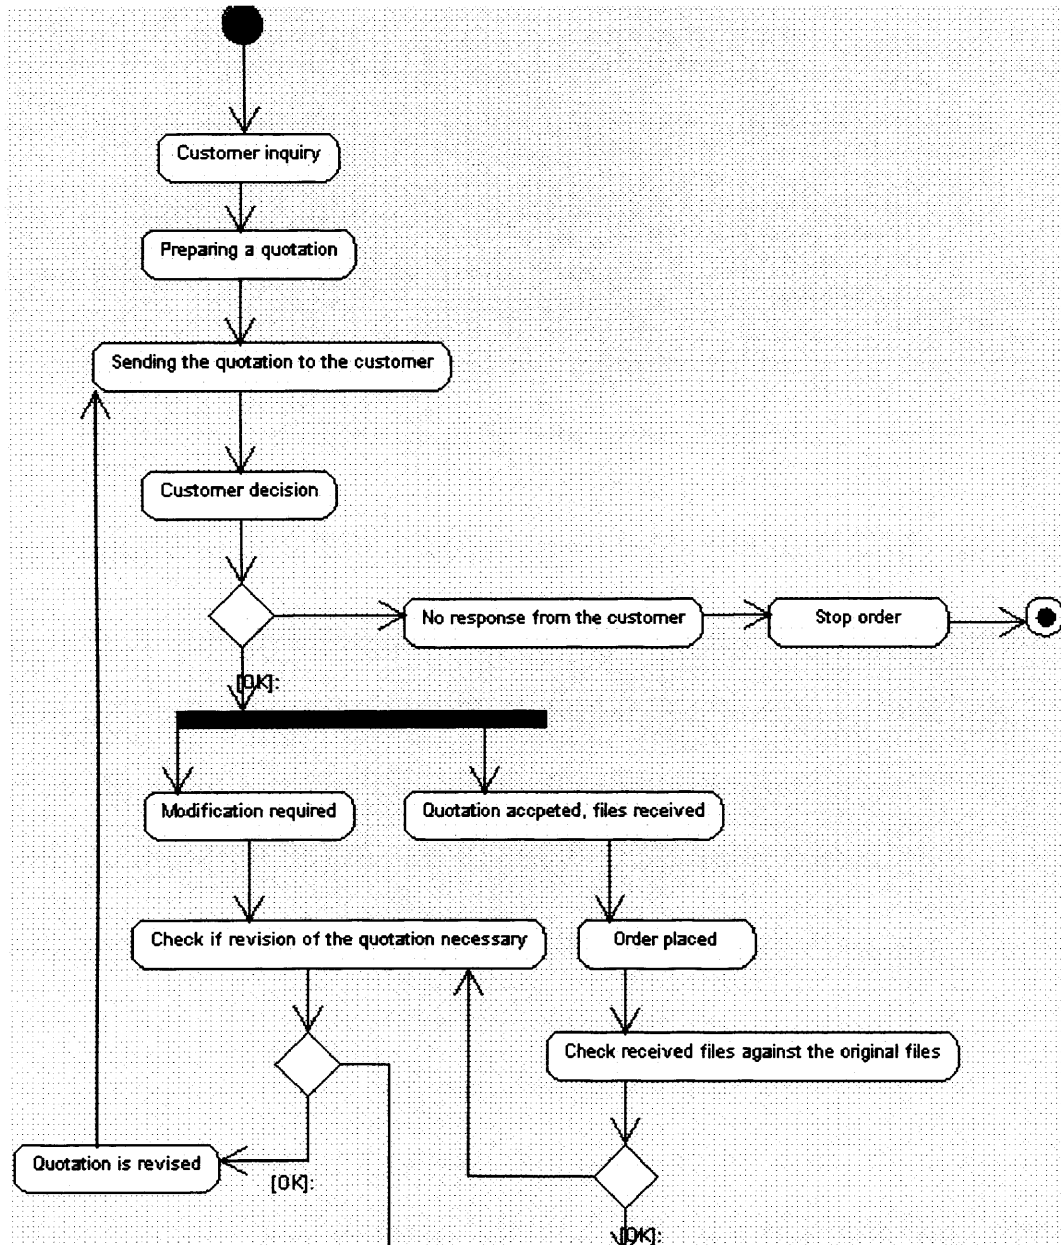 Customer inquiry
Preparing a quotation
Sending the quotation to the customer
Customer decision
No response from the customer
Stop order
[OK]:
Modification required
Quotation accpeted, files received
Check if revision of the quotation necessary
Order placed
Check received files against the original files
Quotation is revised
[OK]:
[OK]: